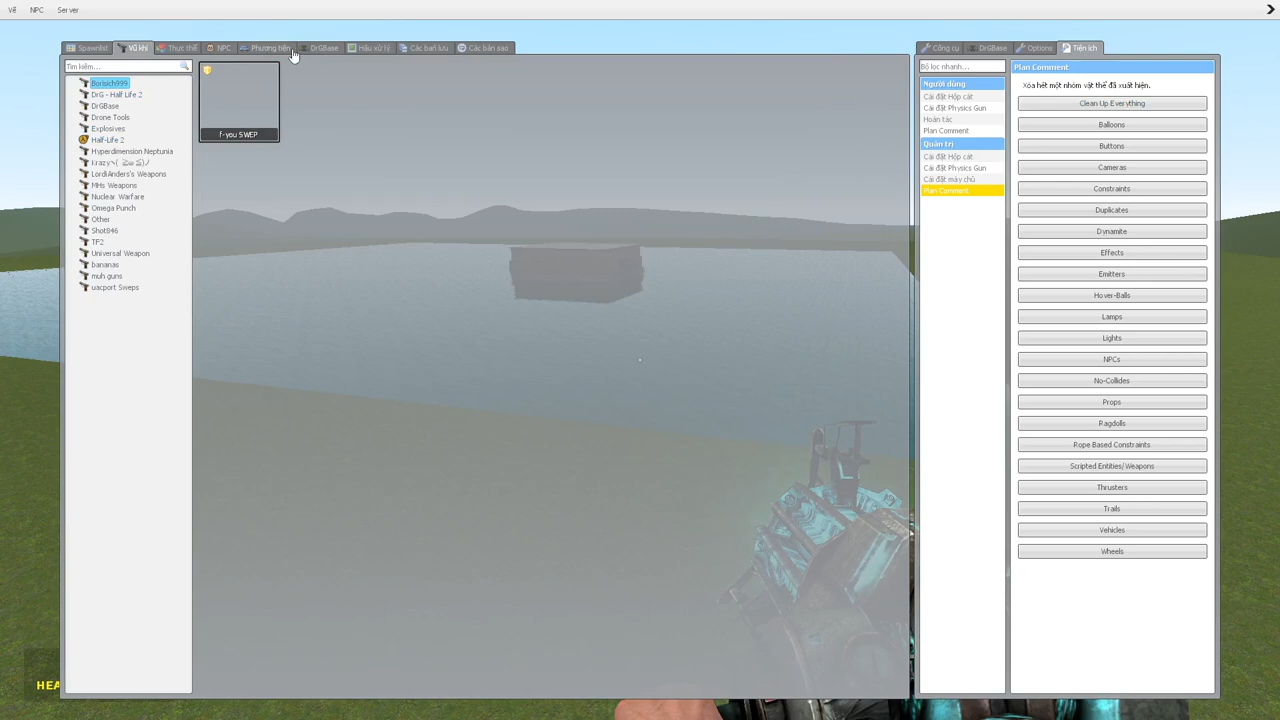 Vẽ NPC Server
Spawnlist Vũ khí Thực thể NPC Phương tiện DrGBase Hậu xử lý Các bản lưu Các bản sao
Tìm kiếm...
Borisich999
DrG - Half Life 2
DrGBase
Drone Tools
Explosives
Half-Life 2
Hyperdimension Neptunia
LordiAnders's Weapons
MHs Weapons
Nuclear Warfare
Omega Punch
Other
Shot846
TF2
Universal Weapon
bananas
muh guns
uacport Sweps
f-you SWEP
HEA
Công cụ DrGBase Options Tiện ích
Bộ lọc nhanh...
Người dùng
Cài đặt Hộp cát
Cài đặt Physics Gun
Hoàn tác
Plan Comment
Quản trị
Cài đặt Hộp cát
Cài đặt Physics Gun
Cài đặt máy chủ
Plan Comment
Plan Comment
Xóa hết một nhóm vật thể đã xuất hiện.
Clean Up Everything
Balloons
Buttons
Cameras
Constraints
Duplicates
Dynamite
Effects
Emitters
Hover-Balls
Lamps
Lights
NPCs
No-Collides
Props
Ragdolls
Rope Based Constraints
Scripted Entities/Weapons
Thrusters
Trails
Vehicles
Wheels